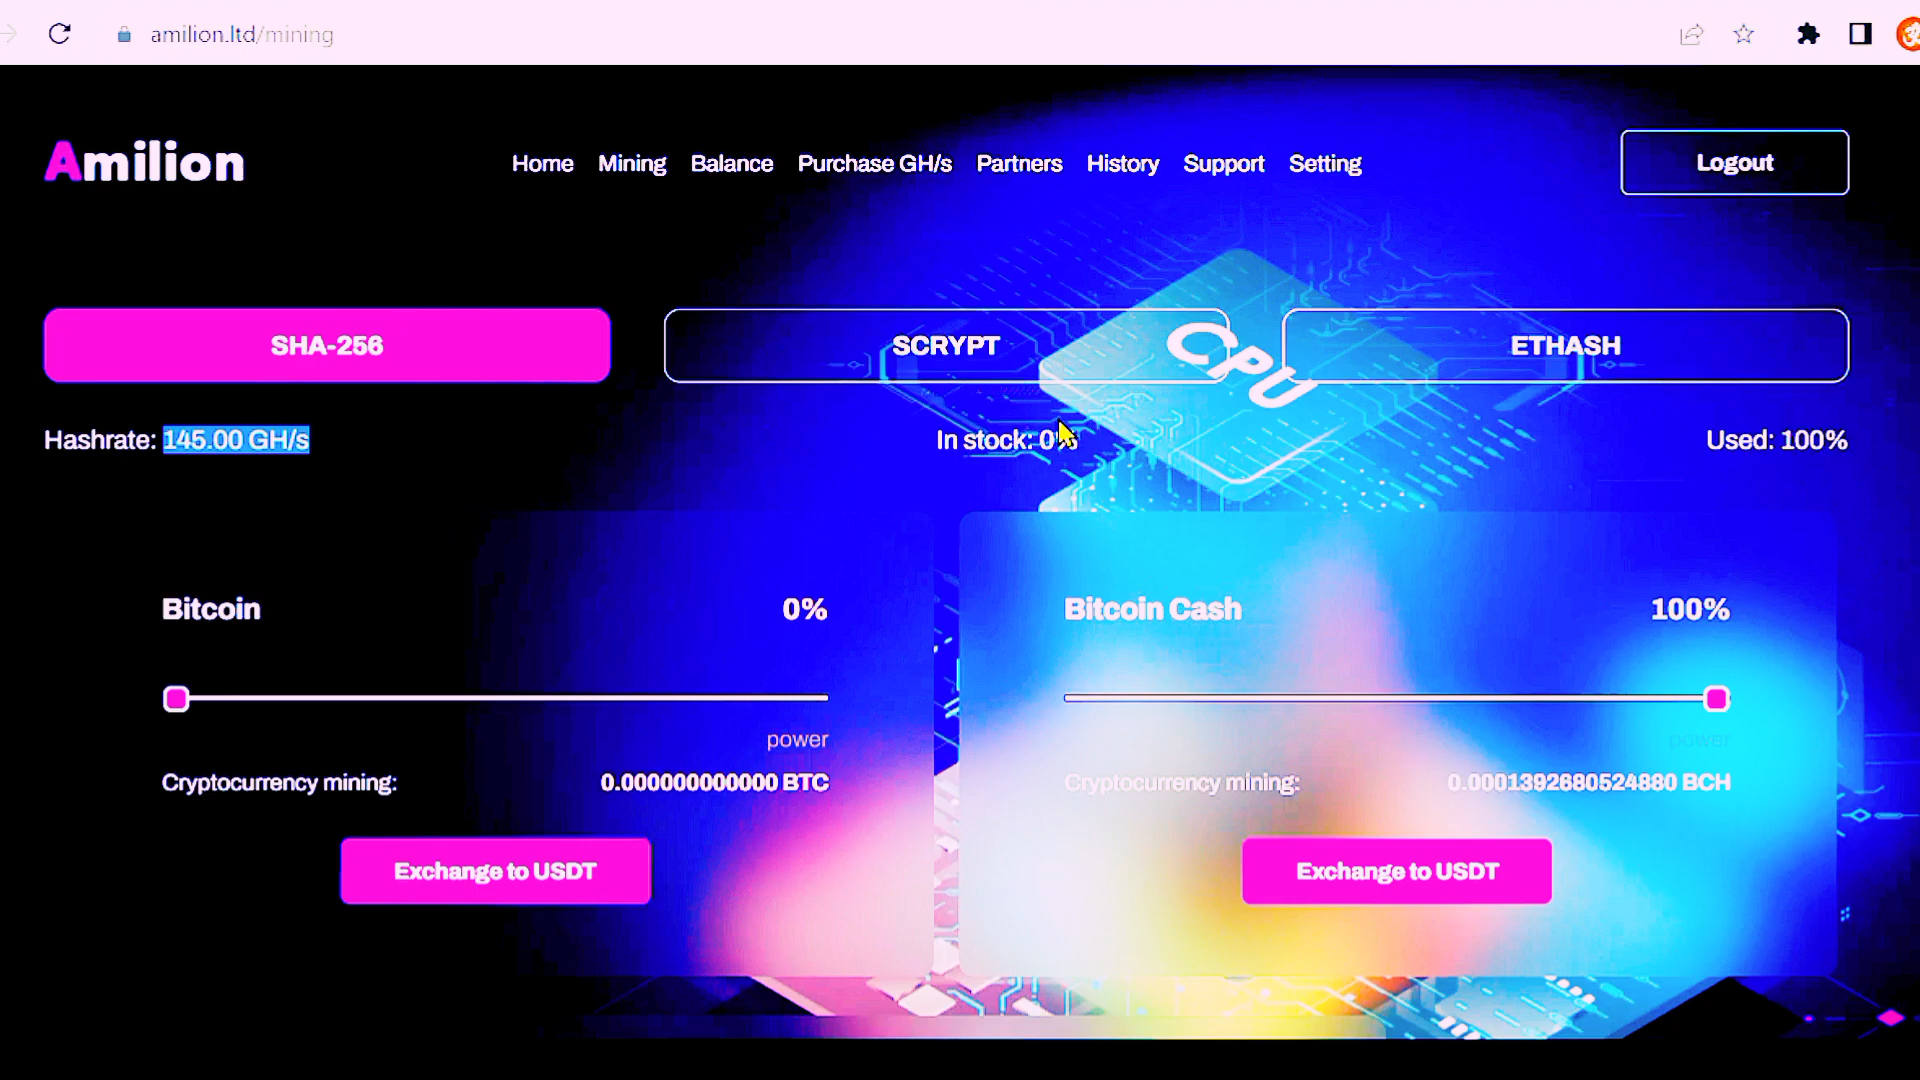 amilion.ltd/mining
Amilion
Home Mining Balance Purchase GH/s Partners History Support Setting
Logout
SHA-256 SCRYPT ETHASH
CPU
Hashrate: 145.00 GH/s In stock: 0% Used: 100%
Bitcoin 0%
Bitcoin Cash 100%
power
power
Cryptocurrency mining: 0.000000000000 BTC
Cryptocurrency mining: 0.0001392680524880 BCH
Exchange to USDT
Exchange to USDT